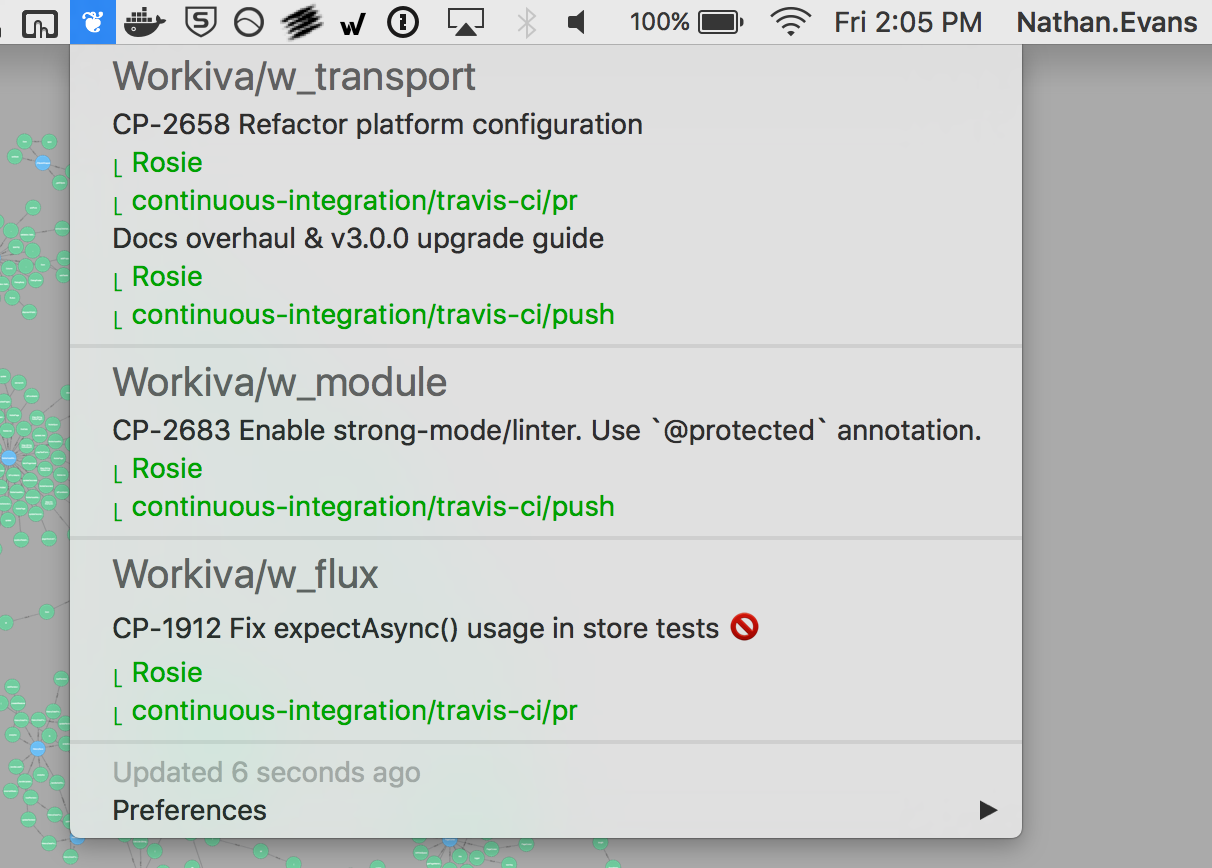 100% Fri 2:05 PM Nathan.Evans
Workiva/w_transport
CP-2658 Refactor platform configuration
Rosie
continuous-integration/travis-ci/pr
Docs overhaul & v3.0.0 upgrade guide
Rosie
continuous-integration/travis-ci/push
Workiva/w_module
CP-2683 Enable strong-mode/linter. Use `@protected` annotation.
Rosie
continuous-integration/travis-ci/push
Workiva/w_flux
CP-1912 Fix expectAsync() usage in store tests 🚫
Rosie
continuous-integration/travis-ci/pr
Updated 6 seconds ago
Preferences